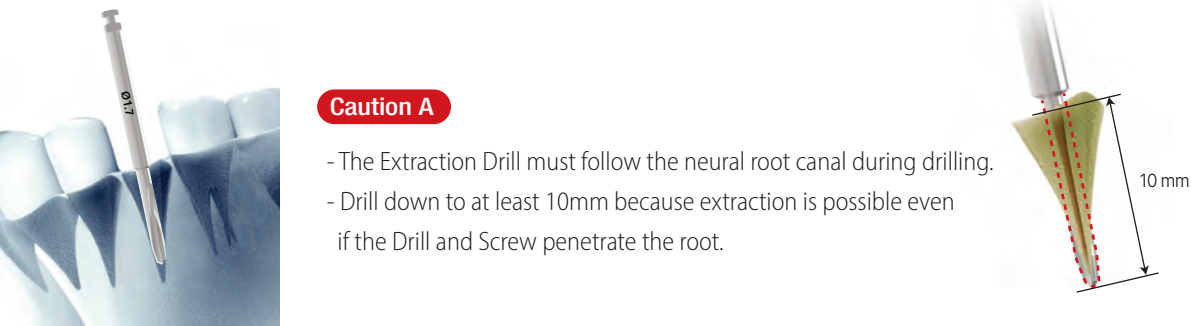 Ø1.7
Caution A
- The Extraction Drill must follow the neural root canal during drilling.
- Drill down to at least 10mm because extraction is possible even
if the Drill and Screw penetrate the root.
10 mm